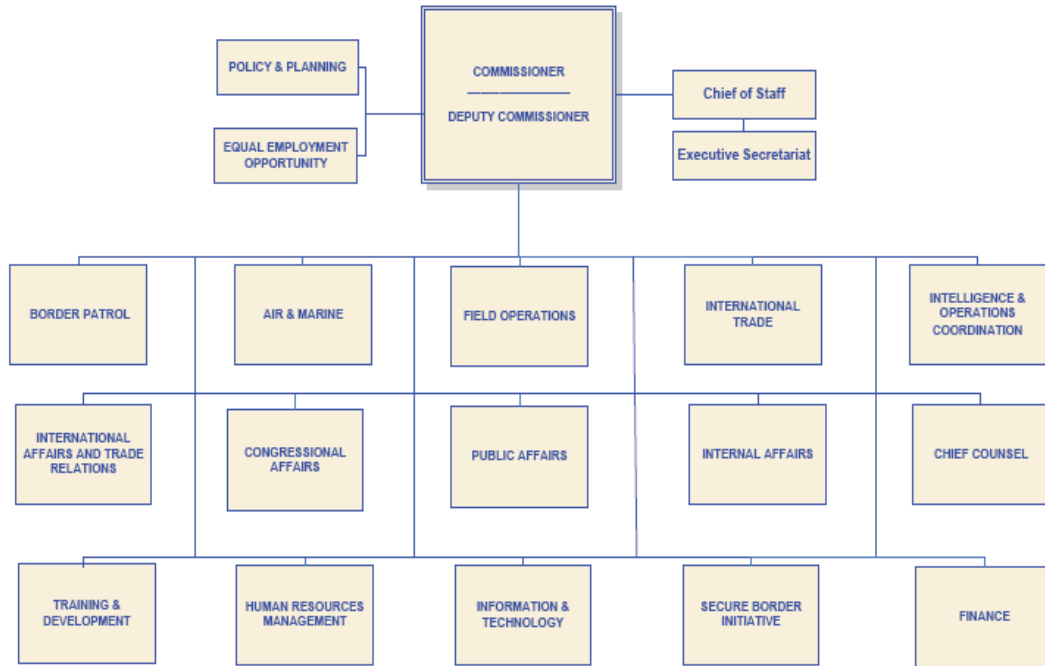 POLICY & PLANNING
EQUAL EMPLOYMENT
OPPORTUNITY
COMMISSIONER
DEPUTY COMMISSIONER
Chief of Staff
Executive Secretariat
BORDER PATROL
AIR & MARINE
FIELD OPERATIONS
INTERNATIONAL
TRADE
INTELLIGENCE &
OPERATIONS
COORDINATION
INTERNATIONAL
AFFAIRS AND TRADE
RELATIONS
CONGRESSIONAL
AFFAIRS
PUBLIC AFFAIRS
INTERNAL AFFAIRS
CHIEF COUNSEL
TRAINING &
DEVELOPMENT
HUMAN RESOURCES
MANAGEMENT
INFORMATION &
TECHNOLOGY
SECURE BORDER
INITIATIVE
FINANCE